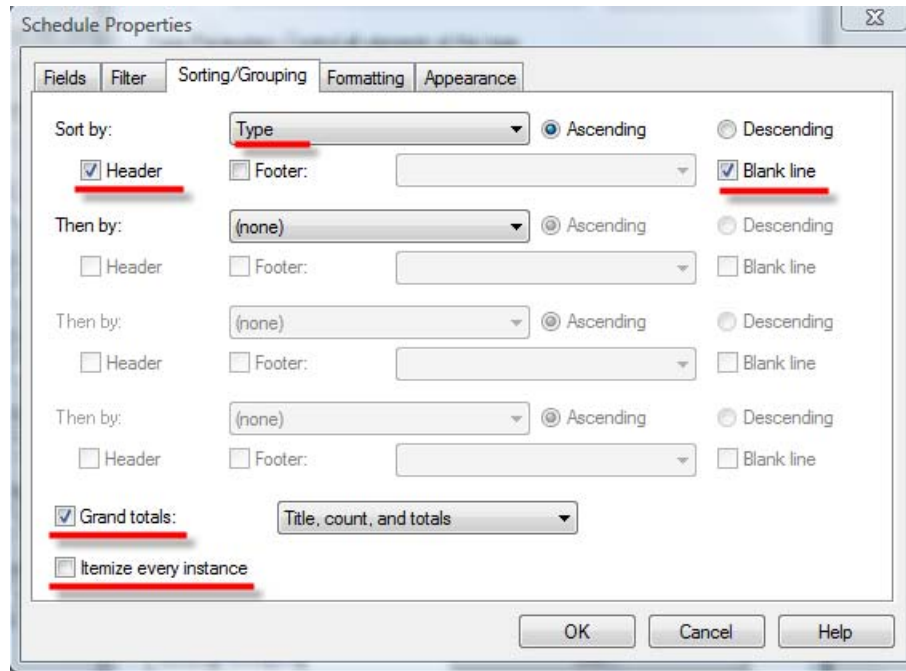 Schedule Properties
Fields Filter Sorting/Grouping Formatting Appearance
Sort by: Type Ascending Descending
Header Footer: Blank line
Then by: (none) Ascending Descending
Header Footer: Blank line
Then by: (none) Ascending Descending
Header Footer: Blank line
Then by: (none) Ascending Descending
Header Footer: Blank line
Grand totals: Title, count, and totals
Itemize every instance
OK Cancel Help